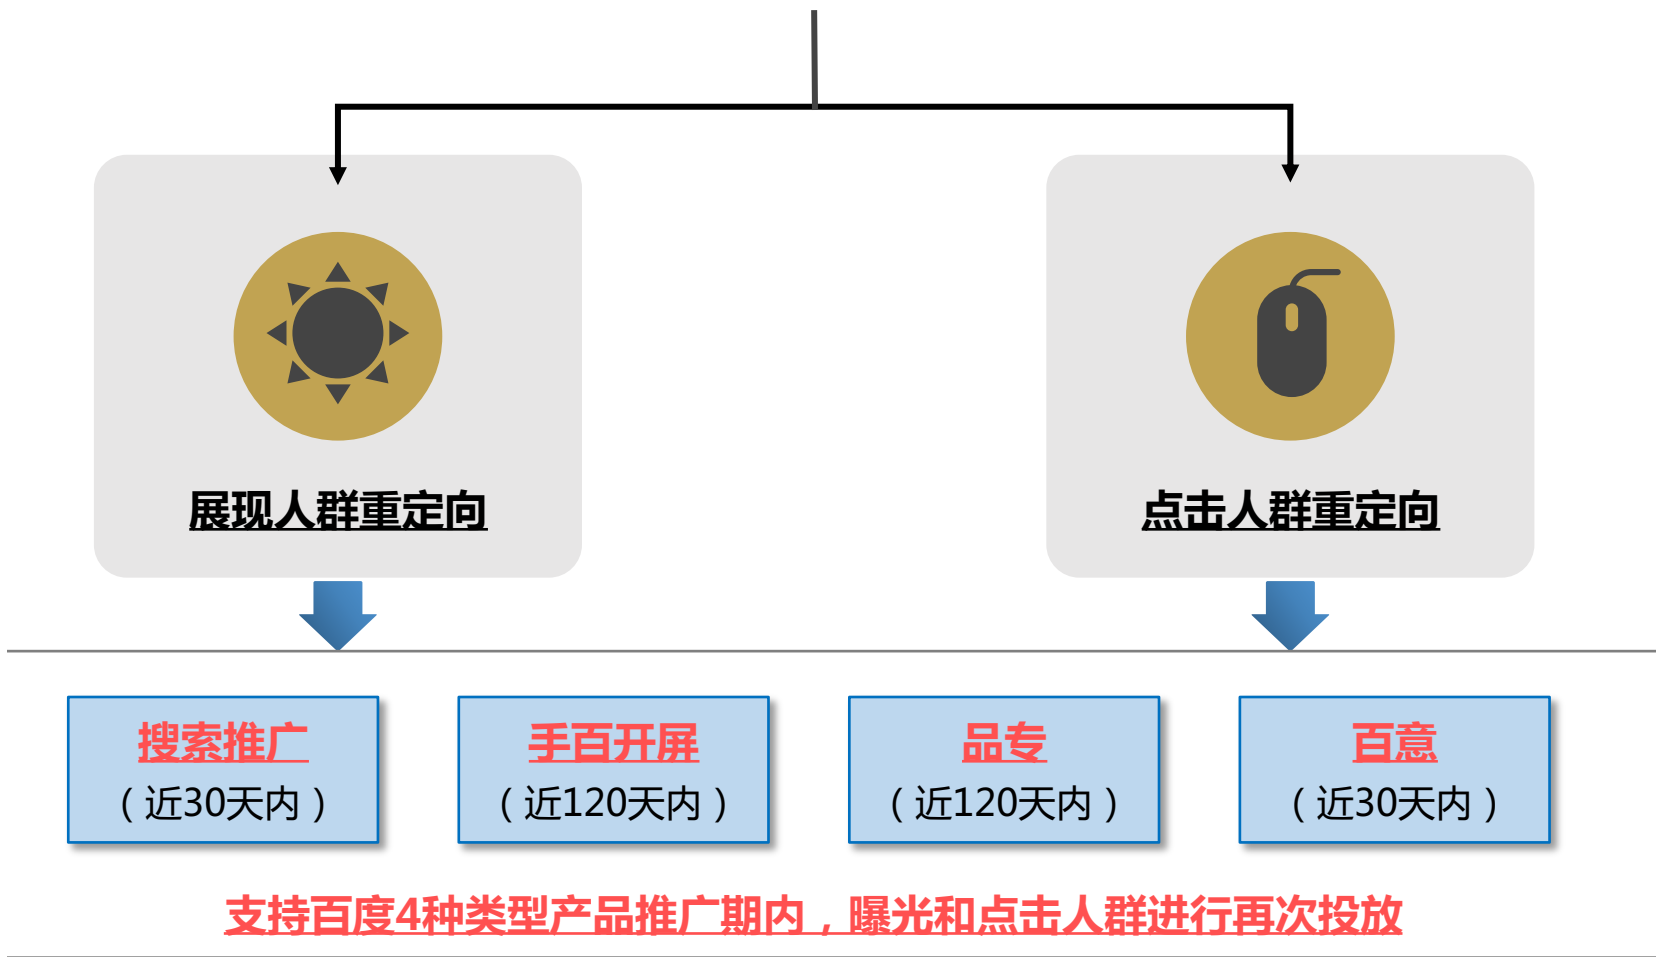 展现人群重定向
点击人群重定向
搜索推广
（近30天内）
手百开屏
（近120天内）
品专
（近120天内）
百意
（近30天内）
支持百度4种类型产品推广期内，曝光和点击人群进行再次投放